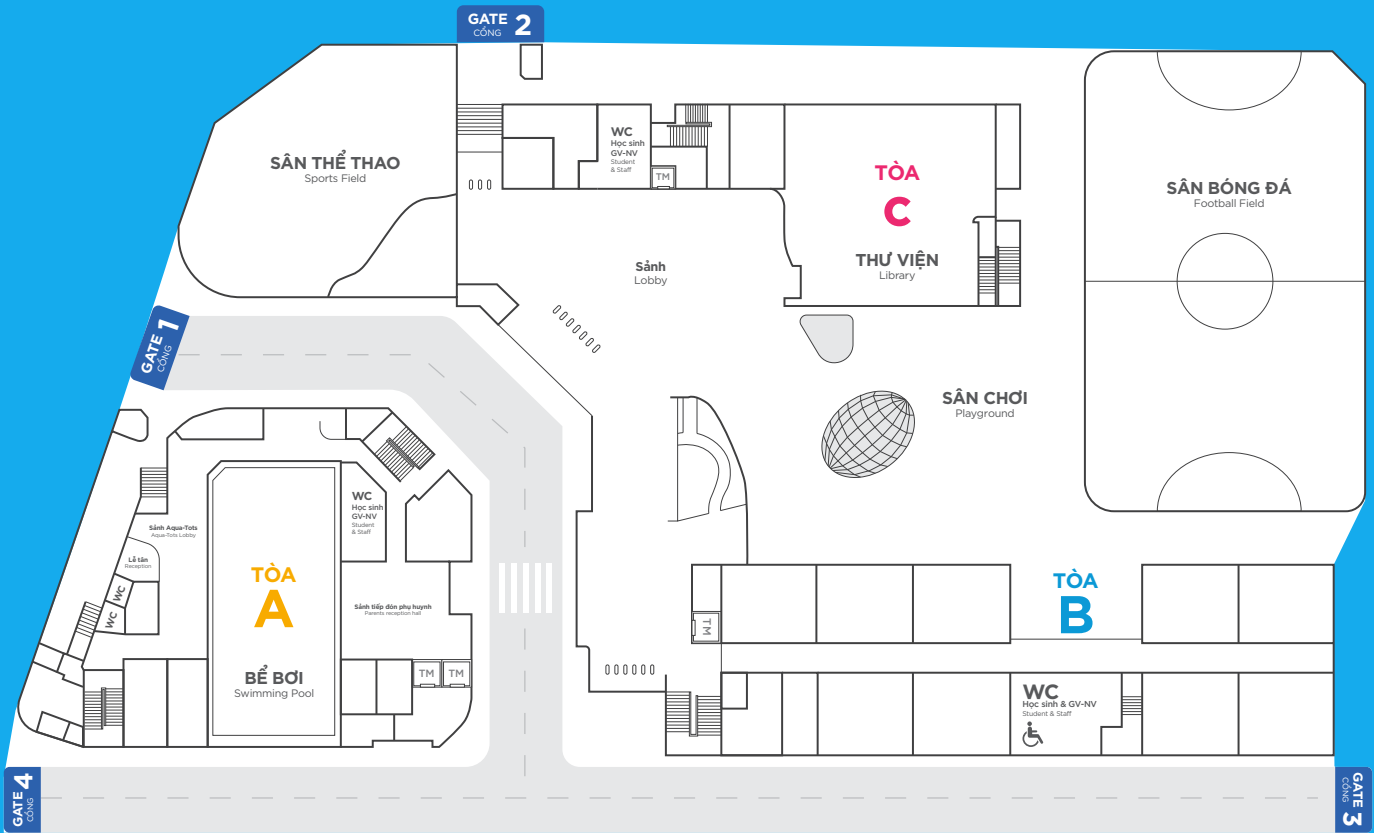 GATE 2
CỔNG
SÂN THỂ THAO
Sports Field
WC
Học sinh
GV-NV
Student
& Staff
TM
TÒA
C
THƯ VIỆN
Library
SÂN BÓNG ĐÁ
Football Field
Sảnh
Lobby
GATE 1
CỔNG
SÂN CHƠI
Playground
WC
Học sinh
GV-NV
Student
& Staff
Sảnh Aqua-Tots
Aqua-Tots Lobby
Lễ tân
Reception
WC
WC
TÒA
A
BỂ BƠI
Swimming Pool
Sảnh tiếp đón phụ huynh
Parents reception hall
TM
TM
TM
TÒA
B
WC
Học sinh & GV-NV
Student & Staff
GATE 4
CỔNG
GATE 3
CỔNG